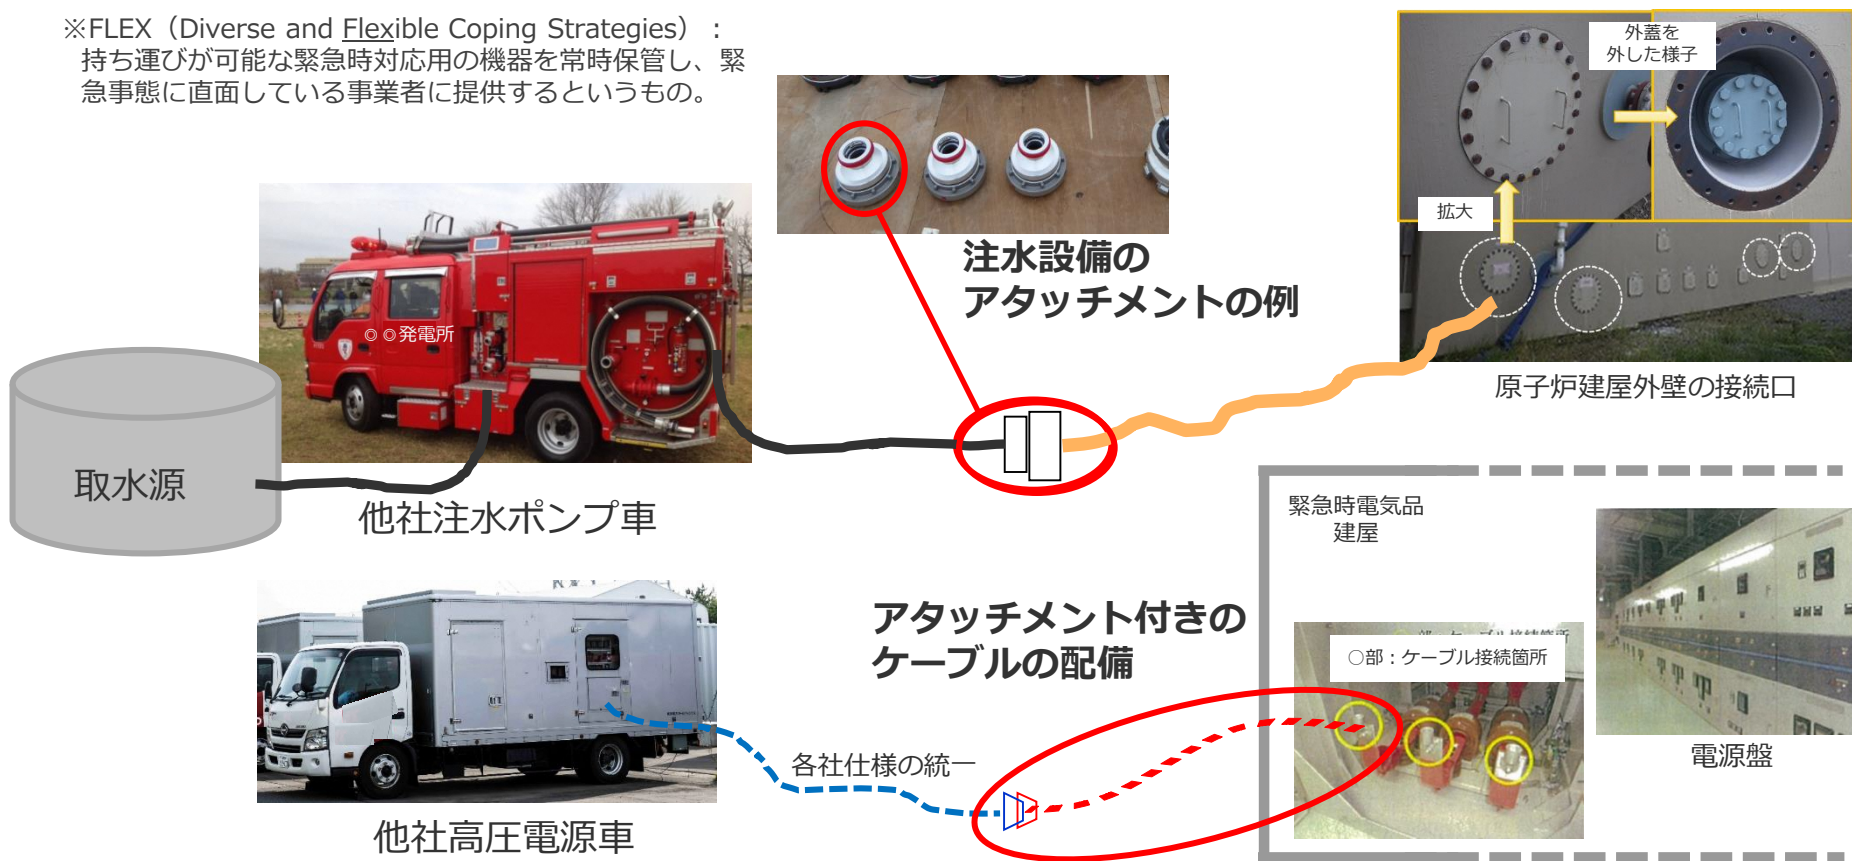 ※FLEX（Diverse and Flexible Coping Strategies）：
持ち運びが可能な緊急時対応用の機器を常時保管し、緊
急事態に直面している事業者に提供するというもの。
外蓋を
外した様子
拡大
注水設備の
アタッチメントの例
◎◎発電所
原子炉建屋外壁の接続口
取水源
他社注水ポンプ車
緊急時電気品
建屋
アタッチメント付きの
ケーブルの配備
○部：ケーブル接続箇所
電源盤
各社仕様の統一
他社高圧電源車